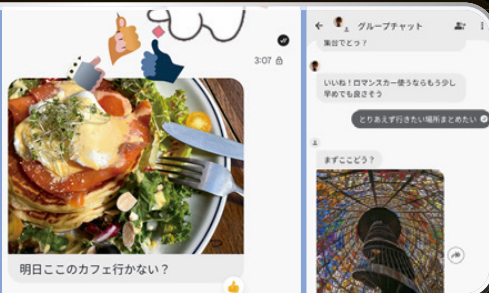 3:07
明日ここのカフェ行かない？
グループチャット
集合でどう？
いいね！ロマンスカー使うならもう少し
早めでも良さそう
とりあえず行きたい場所まとめたい
まずここどう？